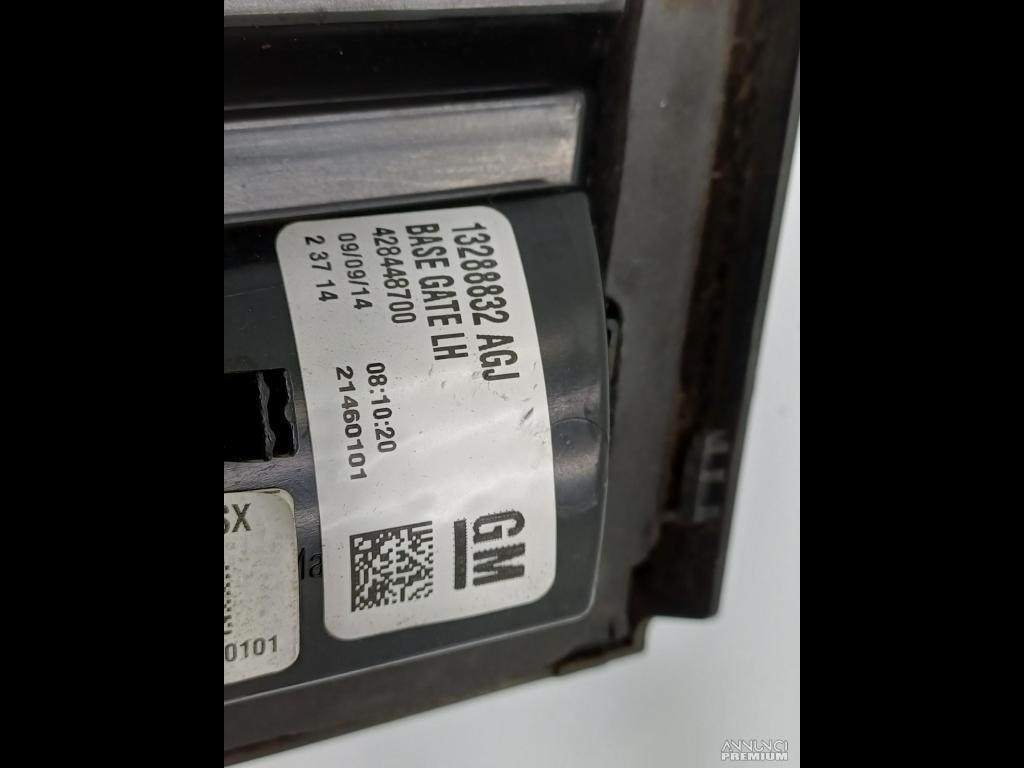 13288832 AGJ
BASE GATE LH
428448700 08:10:20
09/09/14 21460101
2 37 14
GM
SX
0101
Ma
ANNUNCI
PREMIUM